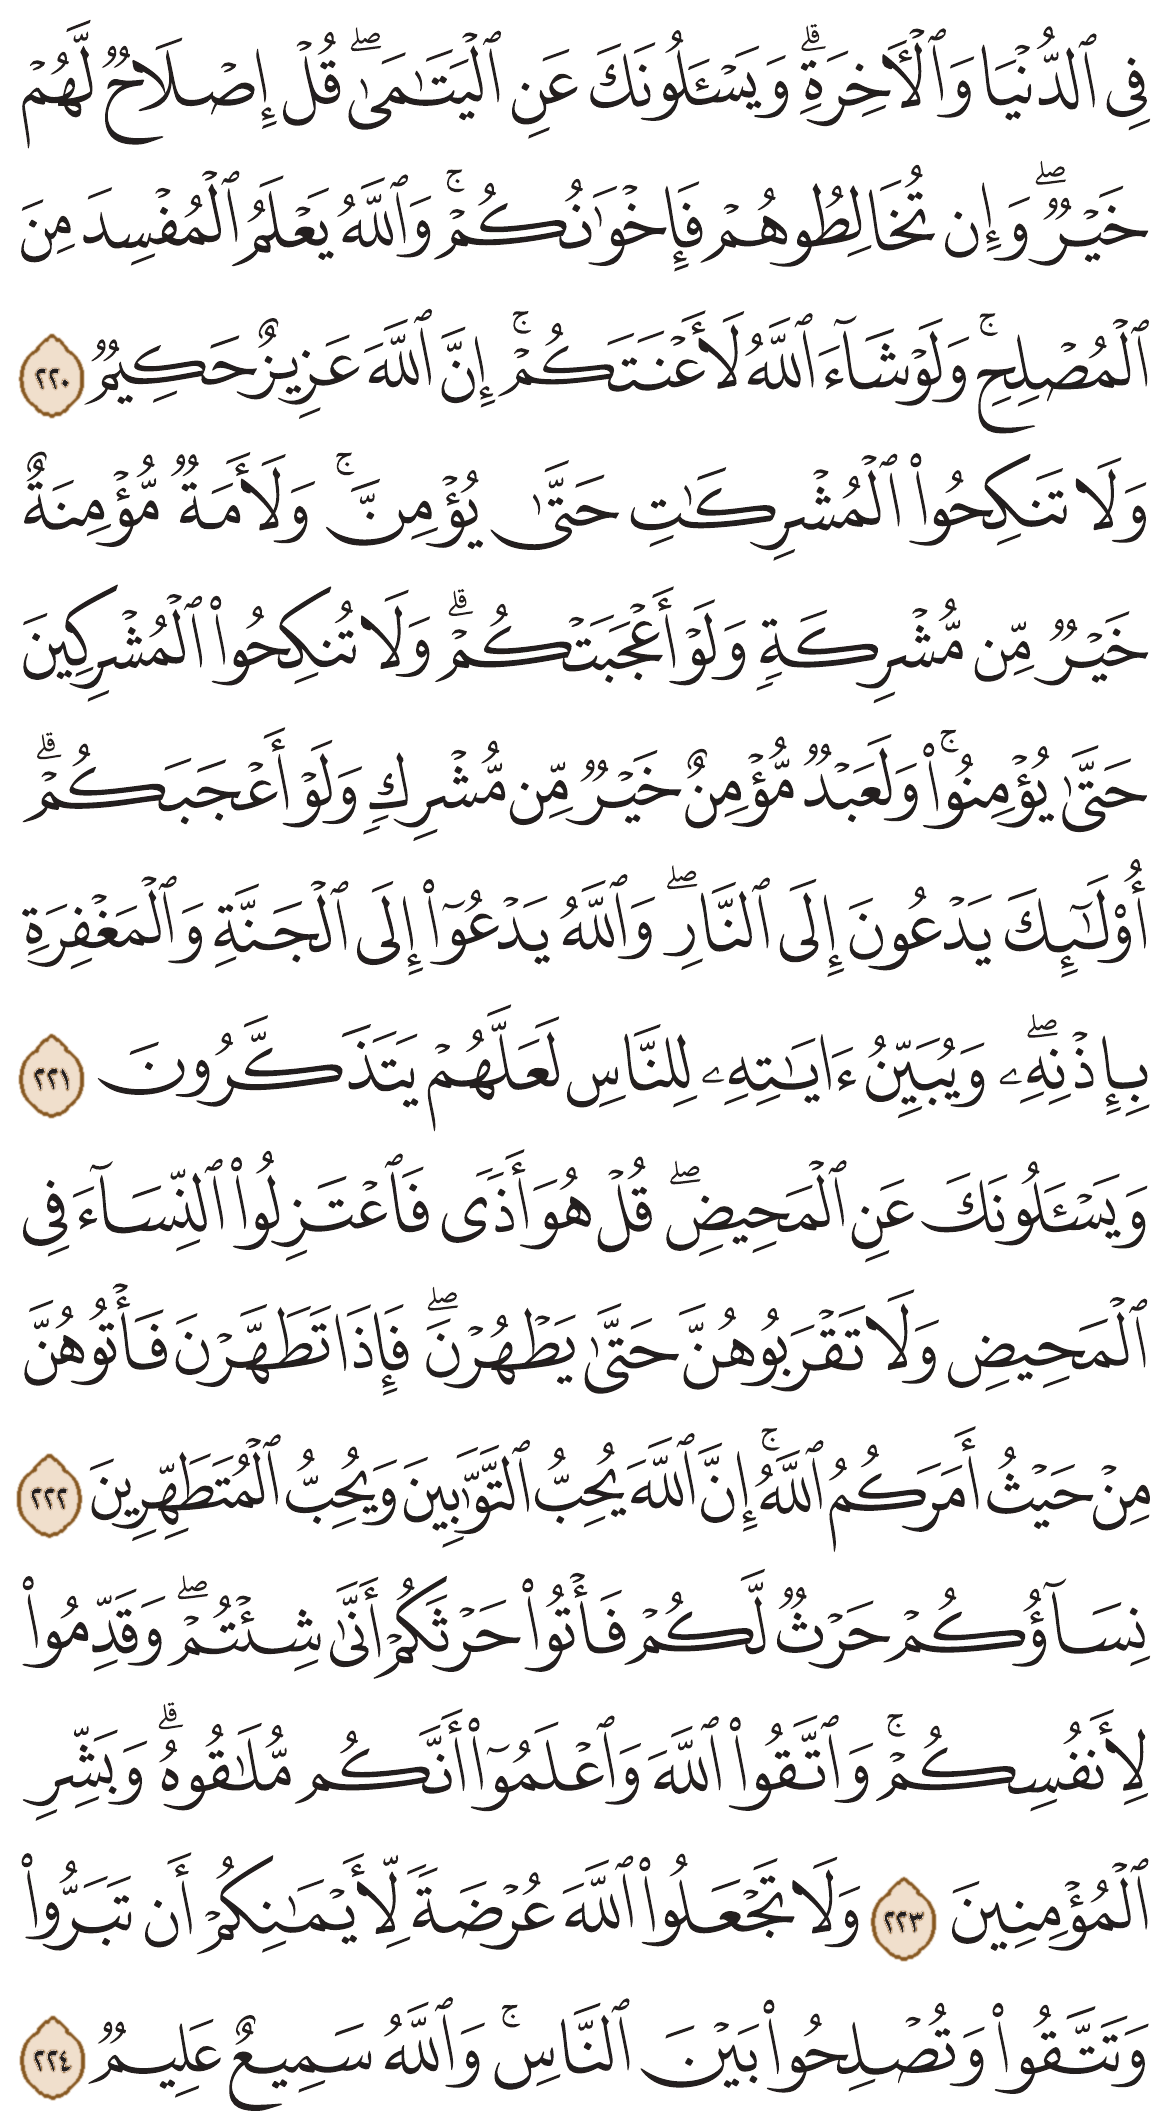 فِى ٱلدُّنْيَا وَٱلْـَٔاخِرَةِ ۗ وَيَسْـَٔلُونَكَ عَنِ ٱلْيَتَـٰمَىٰ ۖ قُلْ إِصْلَاحٌ لَّهُمْ
خَيْرٌ ۖ وَإِن تُخَالِطُوهُمْ فَإِخْوَٰنُكُمْ ۚ وَٱللَّهُ يَعْلَمُ ٱلْمُفْسِدَ مِنَ
ٱلْمُصْلِحِ ۚ وَلَوْ شَآءَ ٱللَّهُ لَأَعْنَتَكُمْ ۚ إِنَّ ٱللَّهَ عَزِيزٌ حَكِيمٌ ٢٢٠
وَلَا تَنكِحُوا۟ ٱلْمُشْرِكَـٰتِ حَتَّىٰ يُؤْمِنَّ ۚ وَلَأَمَةٌ مُّؤْمِنَةٌ
خَيْرٌ مِّن مُّشْرِكَةٍ وَلَوْ أَعْجَبَتْكُمْ ۗ وَلَا تُنكِحُوا۟ ٱلْمُشْرِكِينَ
حَتَّىٰ يُؤْمِنُوا۟ ۚ وَلَعَبْدٌ مُّؤْمِنٌ خَيْرٌ مِّن مُّشْرِكٍ وَلَوْ أَعْجَبَكُمْ ۗ
أُو۟لَـٰٓئِكَ يَدْعُونَ إِلَى ٱلنَّارِ ۖ وَٱللَّهُ يَدْعُوٓا۟ إِلَى ٱلْجَنَّةِ وَٱلْمَغْفِرَةِ
بِإِذْنِهِۦ ۖ وَيُبَيِّنُ ءَايَـٰتِهِۦ لِلنَّاسِ لَعَلَّهُمْ يَتَذَكَّرُونَ ٢٢١
وَيَسْـَٔلُونَكَ عَنِ ٱلْمَحِيضِ ۖ قُلْ هُوَ أَذًى فَٱعْتَزِلُوا۟ ٱلنِّسَآءَ فِى
ٱلْمَحِيضِ وَلَا تَقْرَبُوهُنَّ حَتَّىٰ يَطْهُرْنَ ۖ فَإِذَا تَطَهَّرْنَ فَأْتُوهُنَّ
مِنْ حَيْثُ أَمَرَكُمُ ٱللَّهُ ۚ إِنَّ ٱللَّهَ يُحِبُّ ٱلتَّوَّٰبِينَ وَيُحِبُّ ٱلْمُتَطَهِّرِينَ ٢٢٢
نِسَآؤُكُمْ حَرْثٌ لَّكُمْ فَأْتُوا۟ حَرْثَكُمْ أَنَّىٰ شِئْتُمْ ۖ وَقَدِّمُوا۟
لِأَنفُسِكُمْ ۚ وَٱتَّقُوا۟ ٱللَّهَ وَٱعْلَمُوٓا۟ أَنَّكُم مُّلَـٰقُوهُ ۗ وَبَشِّرِ
ٱلْمُؤْمِنِينَ ٢٢٣ وَلَا تَجْعَلُوا۟ ٱللَّهَ عُرْضَةً لِّأَيْمَـٰنِكُمْ أَن تَبَرُّوا۟
وَتَتَّقُوا۟ وَتُصْلِحُوا۟ بَيْنَ ٱلنَّاسِ ۚ وَٱللَّهُ سَمِيعٌ عَلِيمٌ ٢٢٤